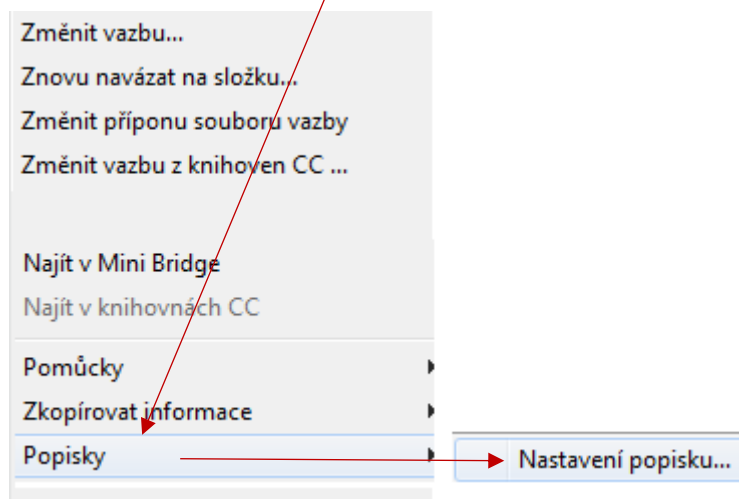 Změnit vazbu...
Znovu navázat na složku...
Změnit příponu souboru vazby
Změnit vazbu z knihoven CC ...
Najít v Mini Bridge
Najít v knihovnách CC
Pomůcky
Zkopírovat informace
Popisky
Nastavení popisku...